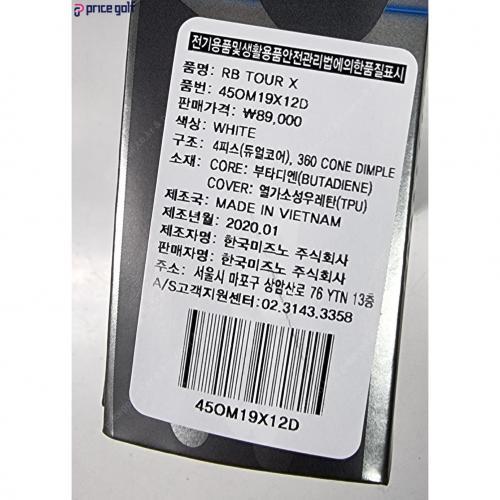 price golf
전기용품및생활용품안전관리법에의한품질표시
품명: RB TOUR X
품번: 45OM19X12D
판매가격: ₩89,000
색상: WHITE
구조: 4피스(듀얼코어), 360 CONE DIMPLE
소재: CORE: 부타디엔(BUTADIENE)
COVER: 열가소성우레탄(TPU)
제조국: MADE IN VIETNAM
제조년월: 2020.01
제조자명: 한국미즈노 주식회사
판매자명: 한국미즈노 주식회사
주소: 서울시 마포구 상암산로 76 YTN 13층
A/S고객지원센터: 02.3143.3358
45OM19X12D